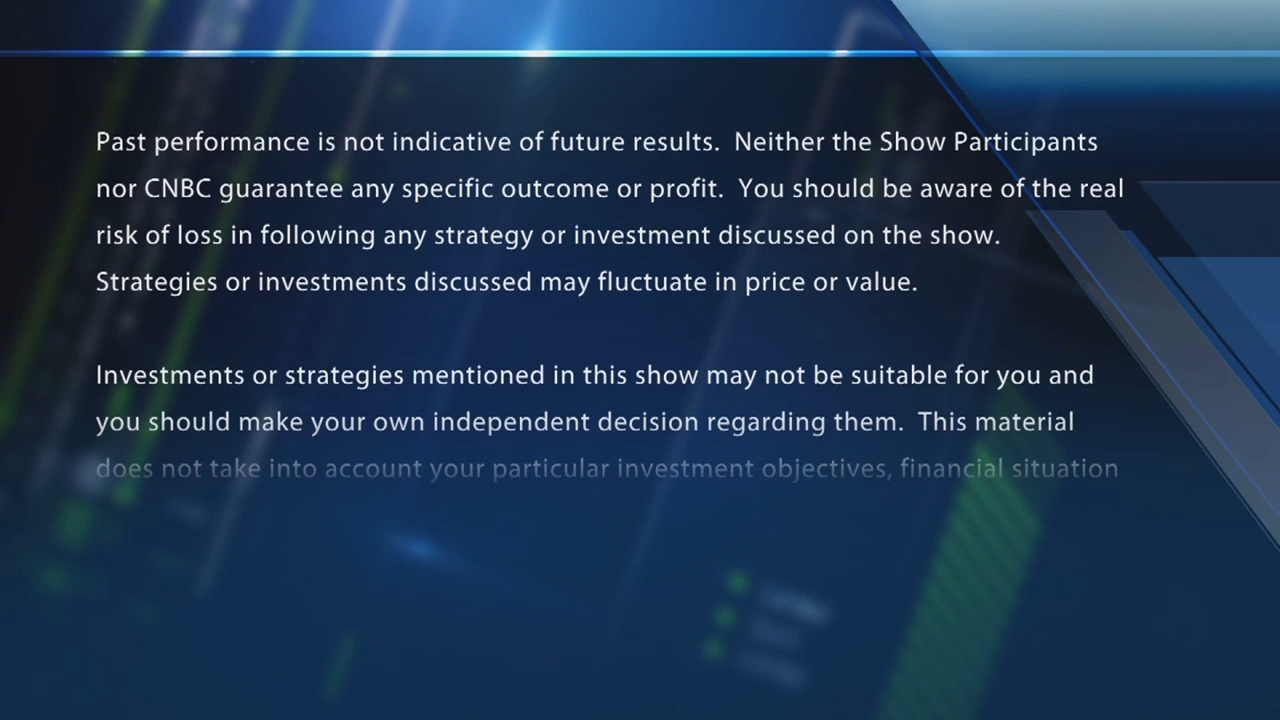 Past performance is not indicative of future results.  Neither the Show Participants
nor CNBC guarantee any specific outcome or profit.  You should be aware of the real
risk of loss in following any strategy or investment discussed on the show.
Strategies or investments discussed may fluctuate in price or value.
Investments or strategies mentioned in this show may not be suitable for you and
you should make your own independent decision regarding them.  This material
does not take into account your particular investment objectives, financial situation